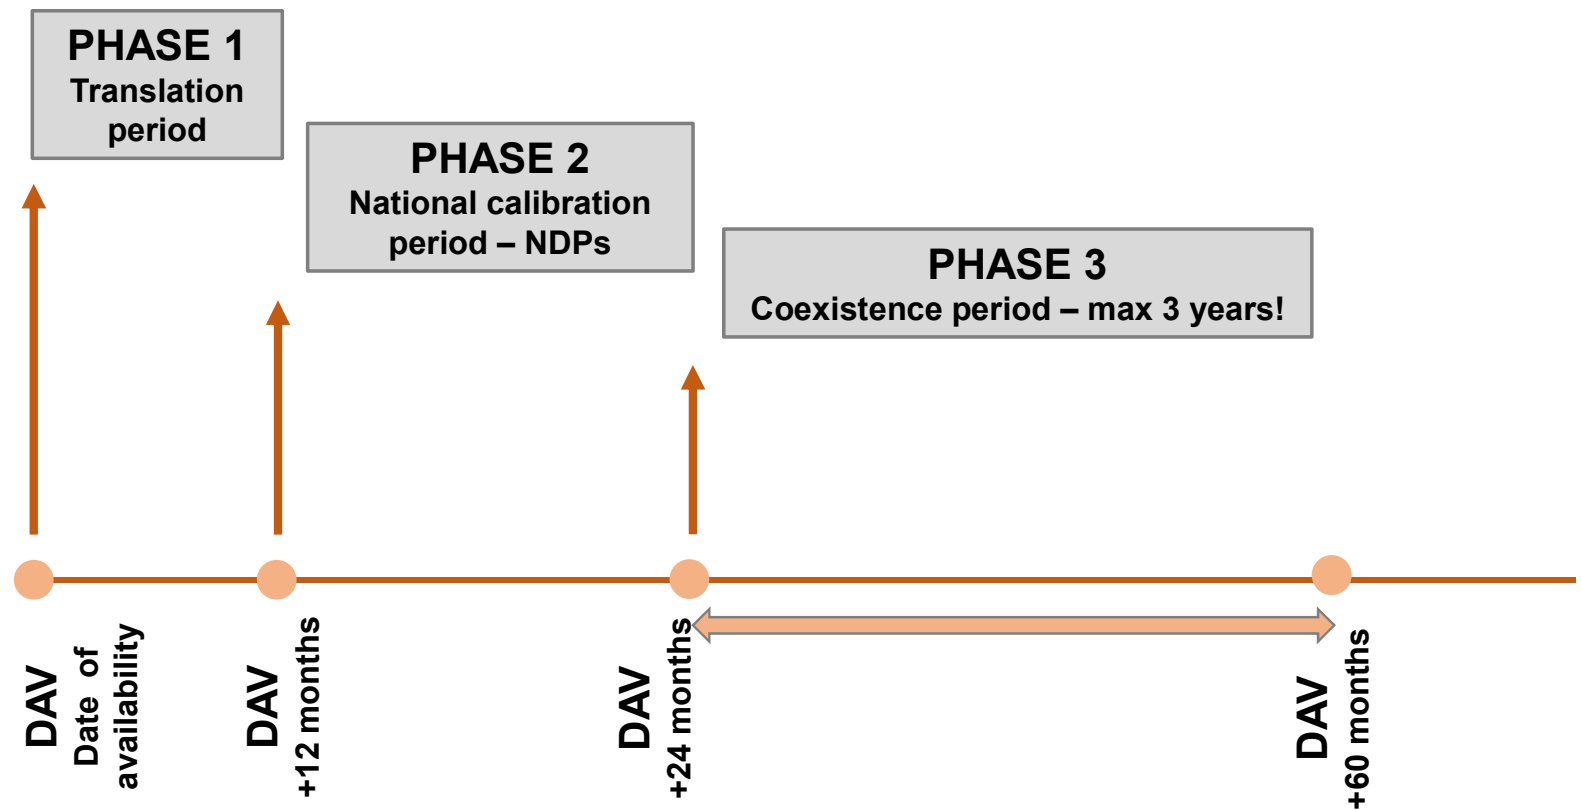 PHASE 1
Translation
period
PHASE 2
National calibration
period – NDPs
PHASE 3
Coexistence period – max 3 years!
DAV
Date of
availability
DAV
+12 months
DAV
+24 months
DAV
+60 months